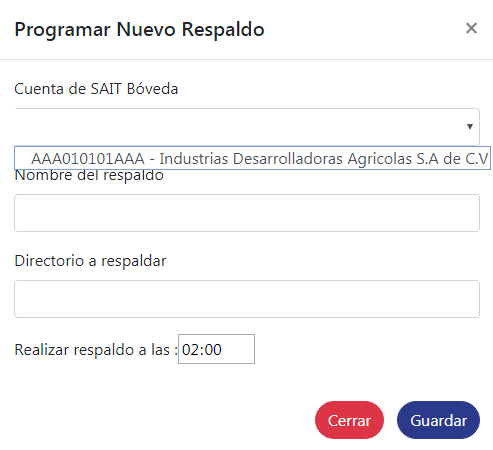 Programar Nuevo Respaldo ×
Cuenta de SAIT Bóveda
AAA010101AAA - Industrias Desarrolladoras Agricolas S.A de C.V
Nombre del respaldo
Directorio a respaldar
Realizar respaldo a las : 02:00
Cerrar Guardar